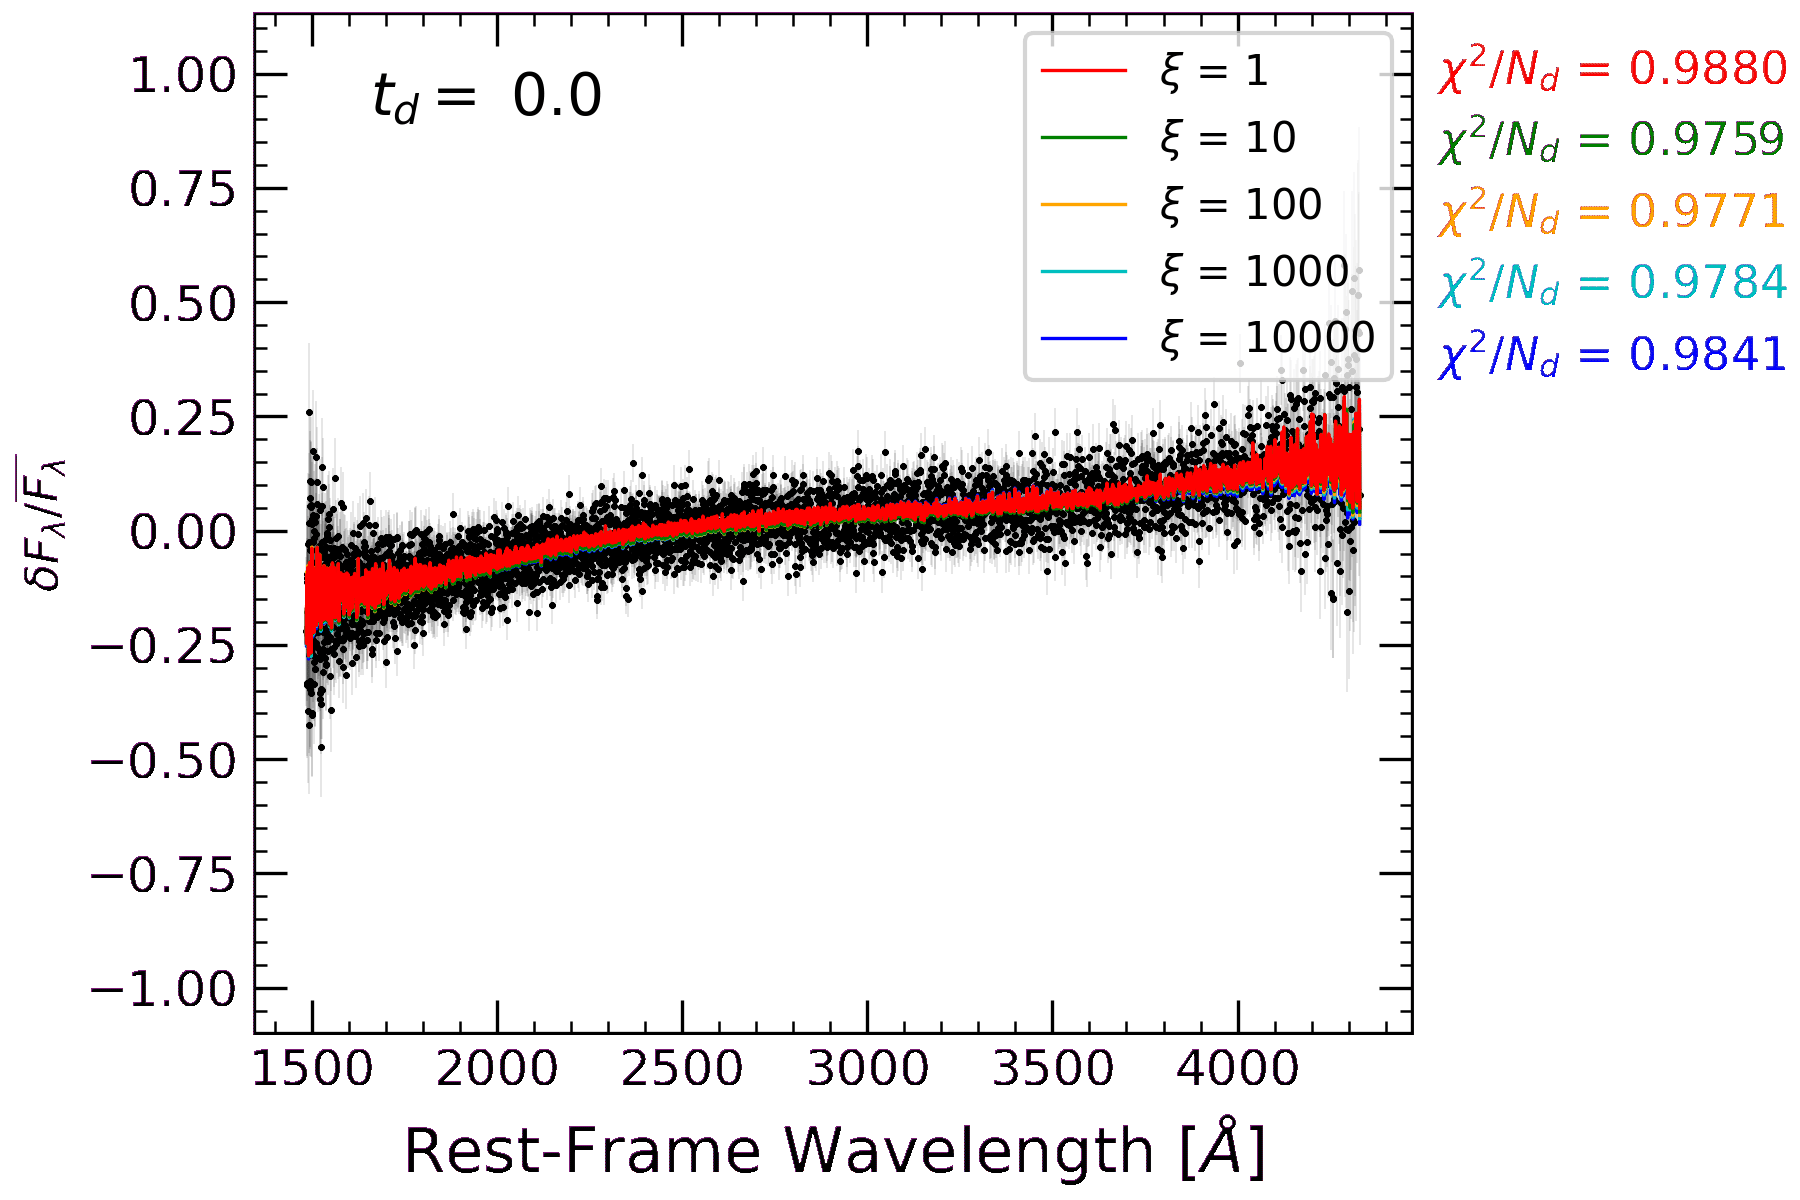 t_d = 0.0
ξ = 1
ξ = 10
ξ = 100
ξ = 1000
ξ = 10000
χ²/N_d = 0.9880
χ²/N_d = 0.9759
χ²/N_d = 0.9771
χ²/N_d = 0.9784
χ²/N_d = 0.9841
1.00
0.75
0.50
0.25
0.00
−0.25
−0.50
−0.75
−1.00
δF_λ/F̅_λ
1500 2000 2500 3000 3500 4000
Rest-Frame Wavelength [Å]